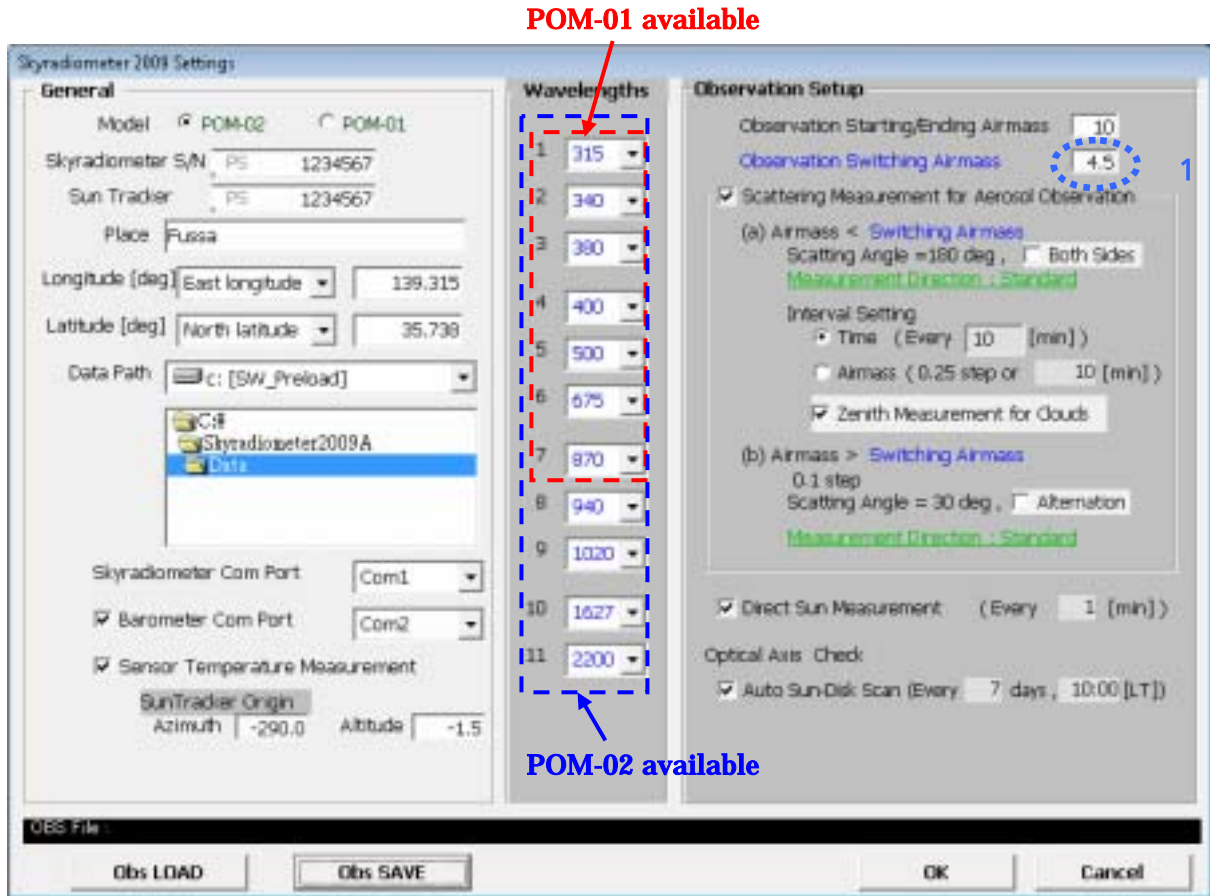 POM-01 available
Skyradiometer 2009 Settings
General
Model POM-02 POM-01
Skyradiometer S/N PS 1234567
Sun Tracker PS 1234567
Place Fussa
Longitude [deg] East longitude 139.315
Latitude [deg] North latitude 35.738
Data Path c: [SW_Preload]
C:¥
Skyradiometer2009A
Data
Skyradiometer Com Port Com1
Barometer Com Port Com2
Sensor Temperature Measurement
SunTracker Origin
Azimuth -290.0 Altitude -1.5
Wavelengths
1 315
2 340
3 380
4 400
5 500
6 675
7 870
8 940
9 1020
10 1627
11 2200
POM-02 available
Observation Setup
Observation Starting/Ending Airmass 10
Observation Switching Airmass 4.5 1
Scattering Measurement for Aerosol Observation
(a) Airmass < Switching Airmass
Scatting Angle =180 deg , Both Sides
Measurement Direction : Standard
Interval Setting
Time (Every 10 [min] )
Airmass ( 0.25 step or 10 [min] )
Zenith Measurement for Clouds
(b) Airmass > Switching Airmass
0.1 step
Scatting Angle = 30 deg , Alternation
Measurement Direction : Standard
Direct Sun Measurement (Every 1 [min] )
Optical Axis Check
Auto Sun-Disk Scan (Every 7 days , 10:00 [LT])
OBS File :
Obs LOAD
Obs SAVE
OK
Cancel